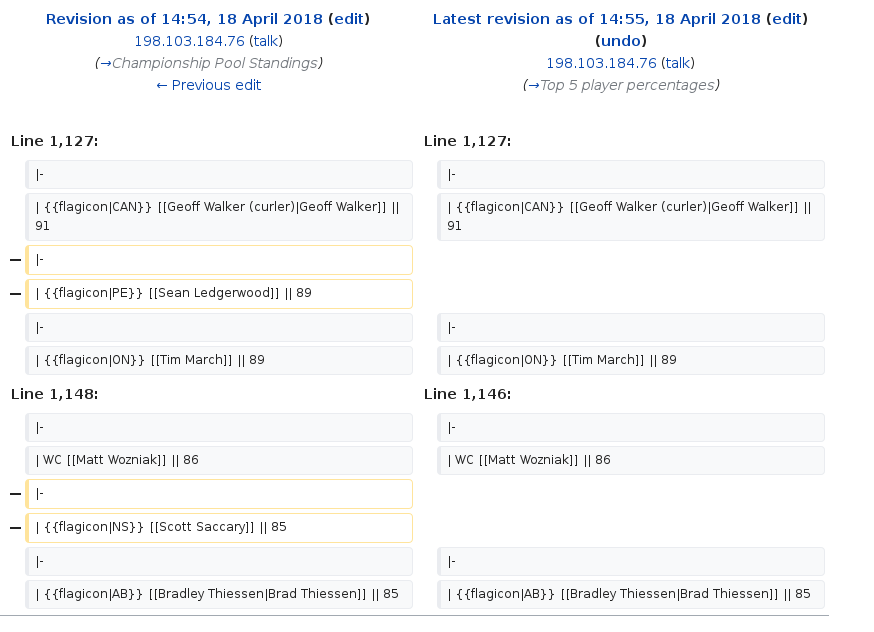 Revision as of 14:54, 18 April 2018 (edit)
198.103.184.76 (talk)
(→Championship Pool Standings)
← Previous edit
Latest revision as of 14:55, 18 April 2018 (edit)
(undo)
198.103.184.76 (talk)
(→Top 5 player percentages)
Line 1,127:
Line 1,127:
|-
|-
| {{flagicon|CAN}} [[Geoff Walker (curler)|Geoff Walker]] ||
91
| {{flagicon|CAN}} [[Geoff Walker (curler)|Geoff Walker]] ||
91
− |-
− | {{flagicon|PE}} [[Sean Ledgerwood]] || 89
|-
|-
| {{flagicon|ON}} [[Tim March]] || 89
| {{flagicon|ON}} [[Tim March]] || 89
Line 1,148:
Line 1,146:
|-
|-
| WC [[Matt Wozniak]] || 86
| WC [[Matt Wozniak]] || 86
− |-
− | {{flagicon|NS}} [[Scott Saccary]] || 85
|-
|-
| {{flagicon|AB}} [[Bradley Thiessen|Brad Thiessen]] || 85
| {{flagicon|AB}} [[Bradley Thiessen|Brad Thiessen]] || 85